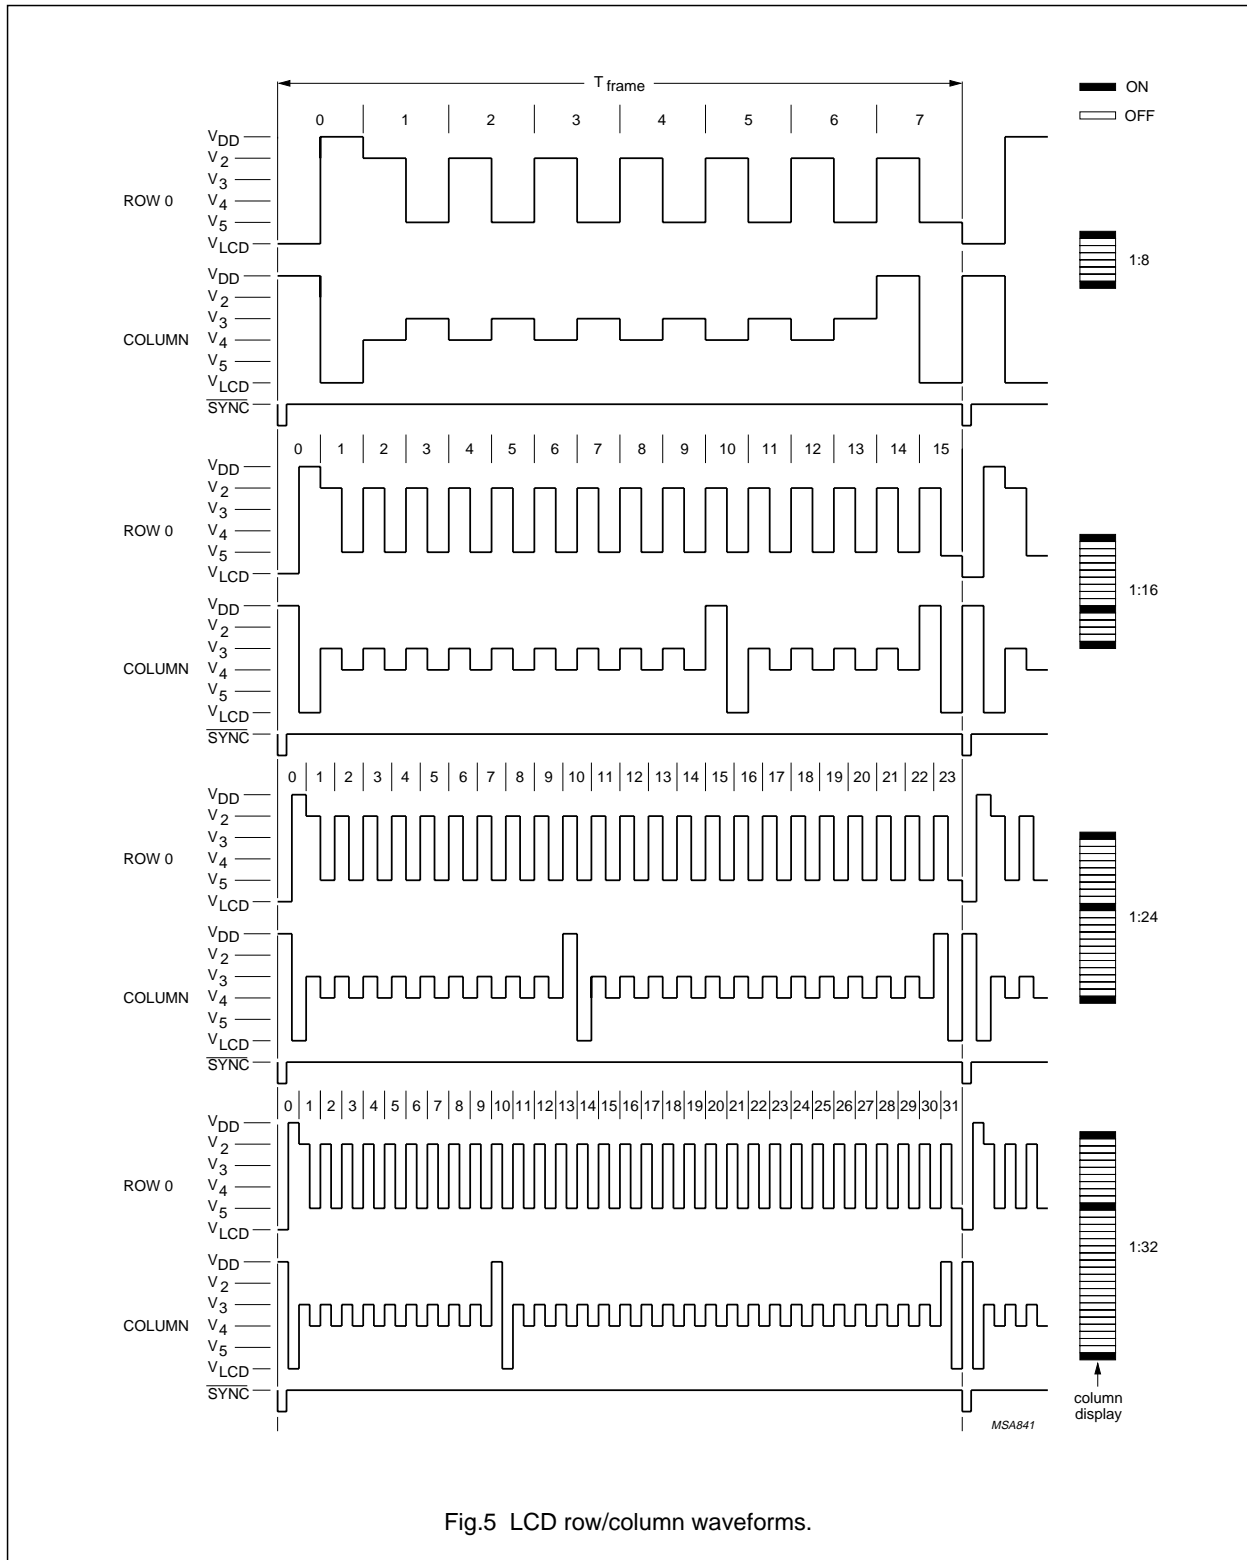 T frame
ON
OFF
0 1 2 3 4 5 6 7
VDD
V2
V3
ROW 0
V4
V5
VLCD
1:8
VDD
V2
V3
COLUMN
V4
V5
VLCD
SYNC
0 1 2 3 4 5 6 7 8 9 10 11 12 13 14 15
VDD
V2
V3
ROW 0
V4
V5
VLCD
1:16
VDD
V2
V3
COLUMN
V4
V5
VLCD
SYNC
0 1 2 3 4 5 6 7 8 9 10 11 12 13 14 15 16 17 18 19 20 21 22 23
VDD
V2
V3
ROW 0
V4
V5
VLCD
1:24
VDD
V2
V3
COLUMN
V4
V5
VLCD
SYNC
0 1 2 3 4 5 6 7 8 9 10 11 12 13 14 15 16 17 18 19 20 21 22 23 24 25 26 27 28 29 30 31
VDD
V2
V3
ROW 0
V4
V5
VLCD
1:32
VDD
V2
V3
COLUMN
V4
V5
VLCD
SYNC
column
display
MSA841
Fig.5 LCD row/column waveforms.